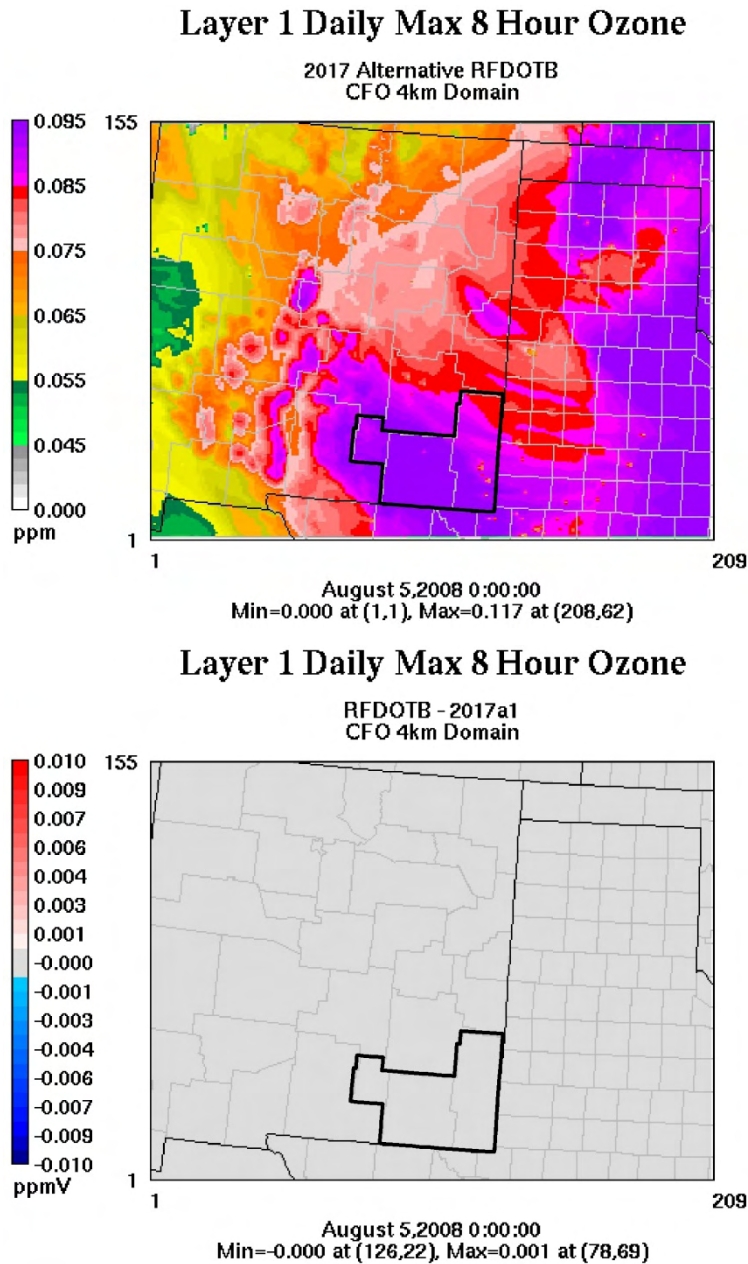 Layer 1 Daily Max 8 Hour Ozone
2017 Alternative RFDOTB
CFO 4km Domain
0.095
0.085
0.075
0.065
0.055
0.045
0.000
ppm
155
1
1
209
August 5,2008 0:00:00
Min=0.000 at (1,1), Max=0.117 at (208,62)
Layer 1 Daily Max 8 Hour Ozone
RFDOTB - 2017a1
CFO 4km Domain
0.010
0.009
0.007
0.006
0.004
0.003
0.001
-0.000
-0.001
-0.003
-0.004
-0.006
-0.007
-0.009
-0.010
ppmV
155
1
1
209
August 5,2008 0:00:00
Min=-0.000 at (126,22), Max=0.001 at (78,69)